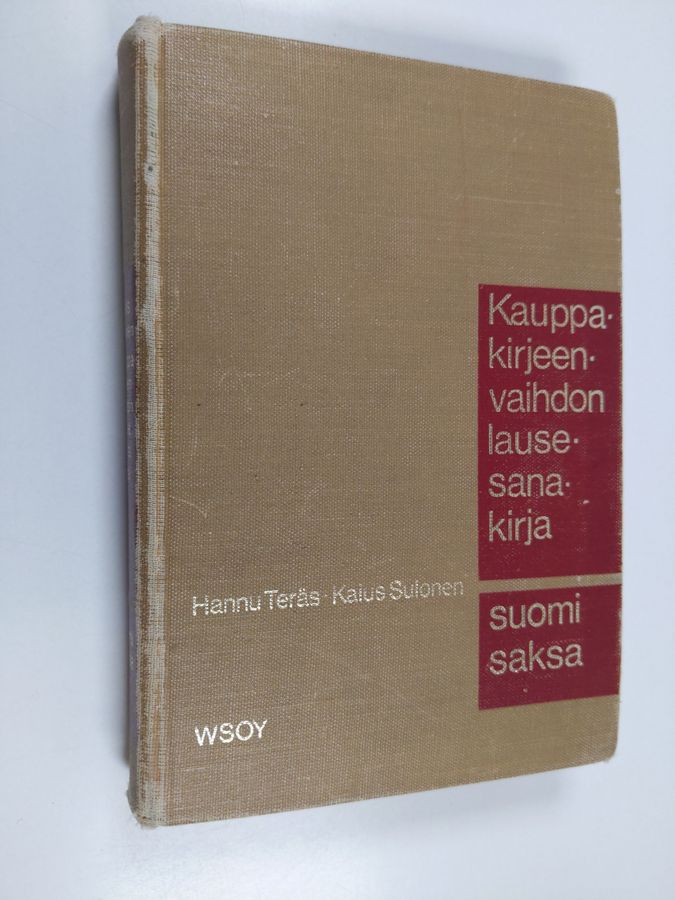 Kauppa-
kirjeen-
vaihdon
lause-
sana-
kirja
suomi
saksa
Hannu Teräs · Kaius Sulonen
WSOY